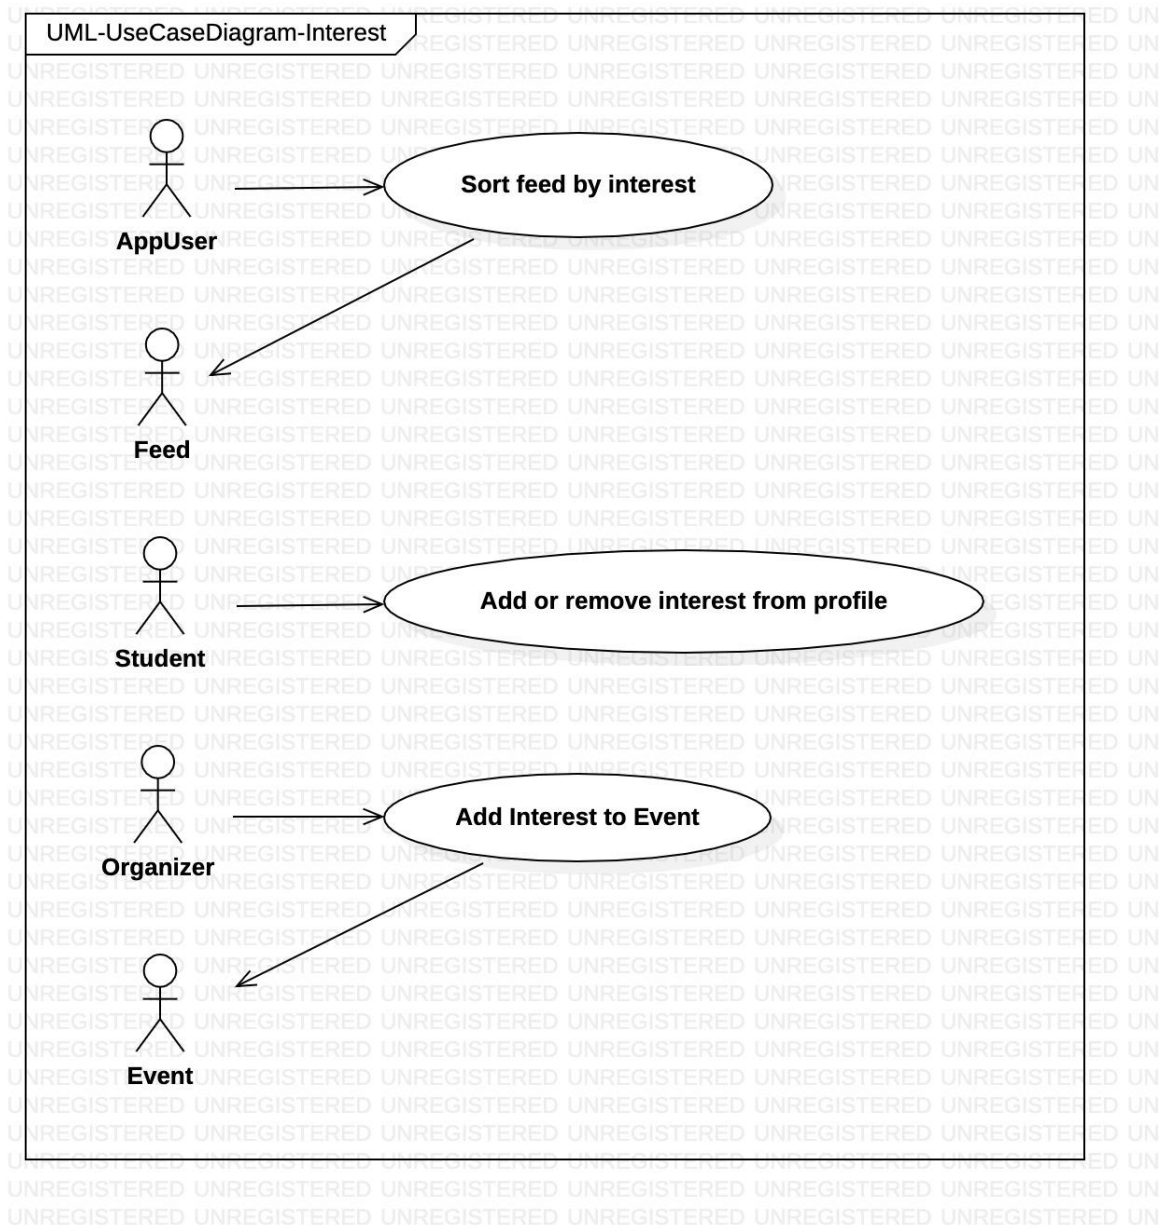 UML-UseCaseDiagram-Interest
Sort feed by interest
AppUser
Feed
Add or remove interest from profile
Student
Add Interest to Event
Organizer
Event
UNREGISTERED